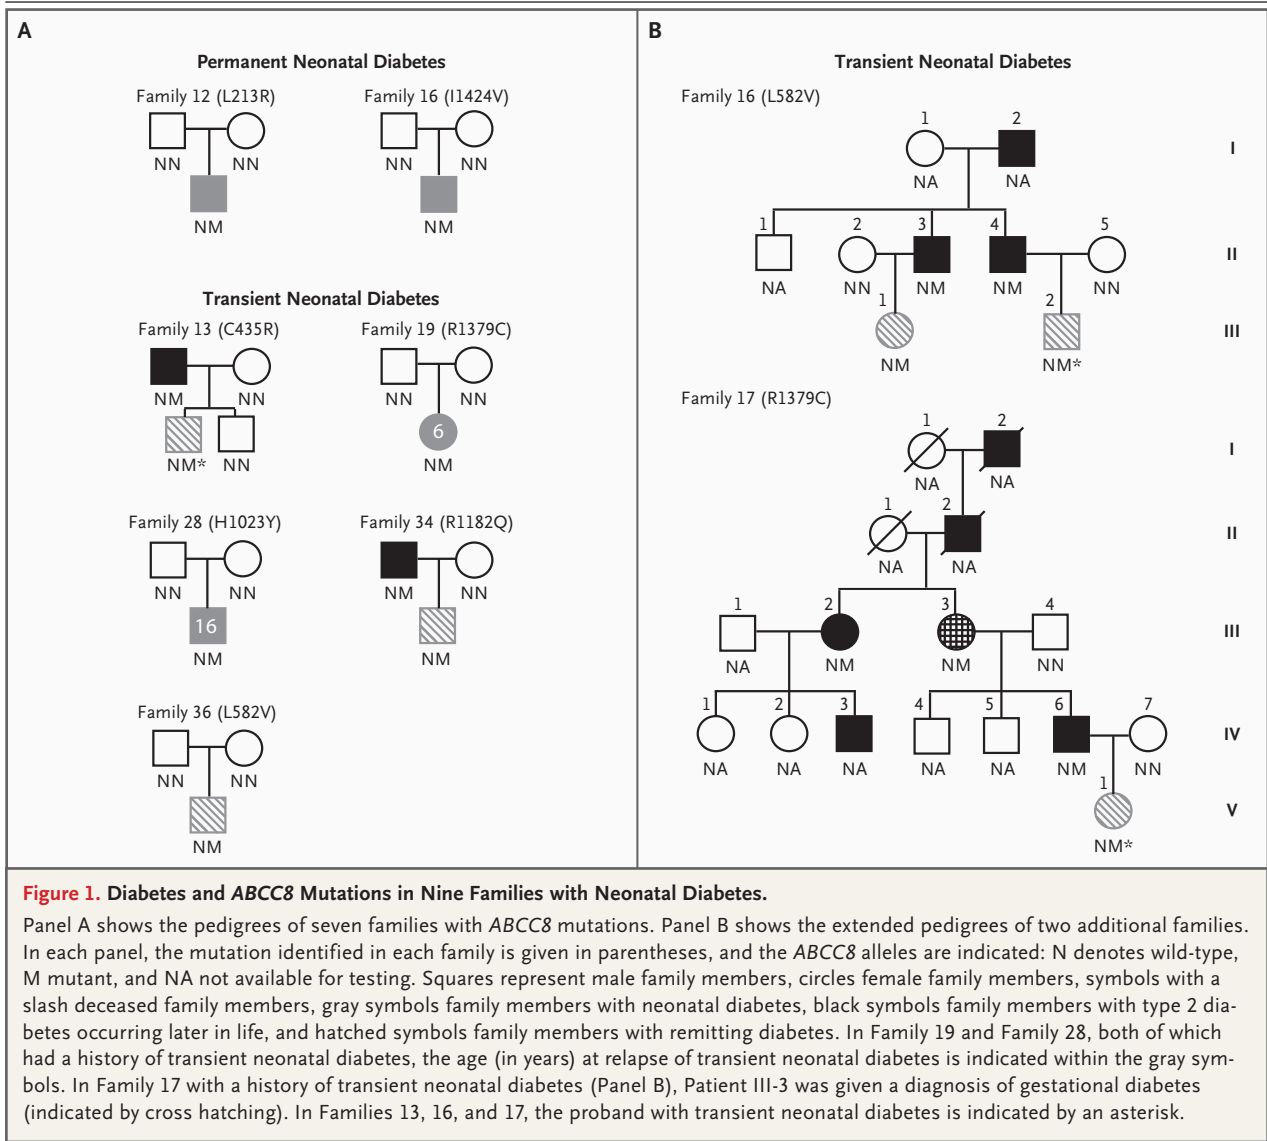 A
Permanent Neonatal Diabetes
Family 12 (L213R)
NN NN
NM
Family 16 (I1424V)
NN NN
NM
Transient Neonatal Diabetes
Family 13 (C435R)
NM NN
NM* NN
Family 19 (R1379C)
NN NN
6
NM
Family 28 (H1023Y)
NN NN
16
NM
Family 34 (R1182Q)
NM NN
NM
Family 36 (L582V)
NN NN
NM
B
Transient Neonatal Diabetes
Family 16 (L582V)
1 2
I
NA NA
1 2 3 4 5
II
NA NN NM NM NN
1 2
III
NM NM*
Family 17 (R1379C)
1 2
I
NA NA
1 2
II
NA NA
1 2 3 4
III
NA NM NM NN
1 2 3 4 5 6 7
IV
NA NA NA NA NA NM NN
1
V
NM*
Figure 1. Diabetes and ABCC8 Mutations in Nine Families with Neonatal Diabetes.
Panel A shows the pedigrees of seven families with ABCC8 mutations. Panel B shows the extended pedigrees of two additional families.
In each panel, the mutation identified in each family is given in parentheses, and the ABCC8 alleles are indicated: N denotes wild-type,
M mutant, and NA not available for testing. Squares represent male family members, circles female family members, symbols with a
slash deceased family members, gray symbols family members with neonatal diabetes, black symbols family members with type 2 dia-
betes occurring later in life, and hatched symbols family members with remitting diabetes. In Family 19 and Family 28, both of which
had a history of transient neonatal diabetes, the age (in years) at relapse of transient neonatal diabetes is indicated within the gray sym-
bols. In Family 17 with a history of transient neonatal diabetes (Panel B), Patient III-3 was given a diagnosis of gestational diabetes
(indicated by cross hatching). In Families 13, 16, and 17, the proband with transient neonatal diabetes is indicated by an asterisk.